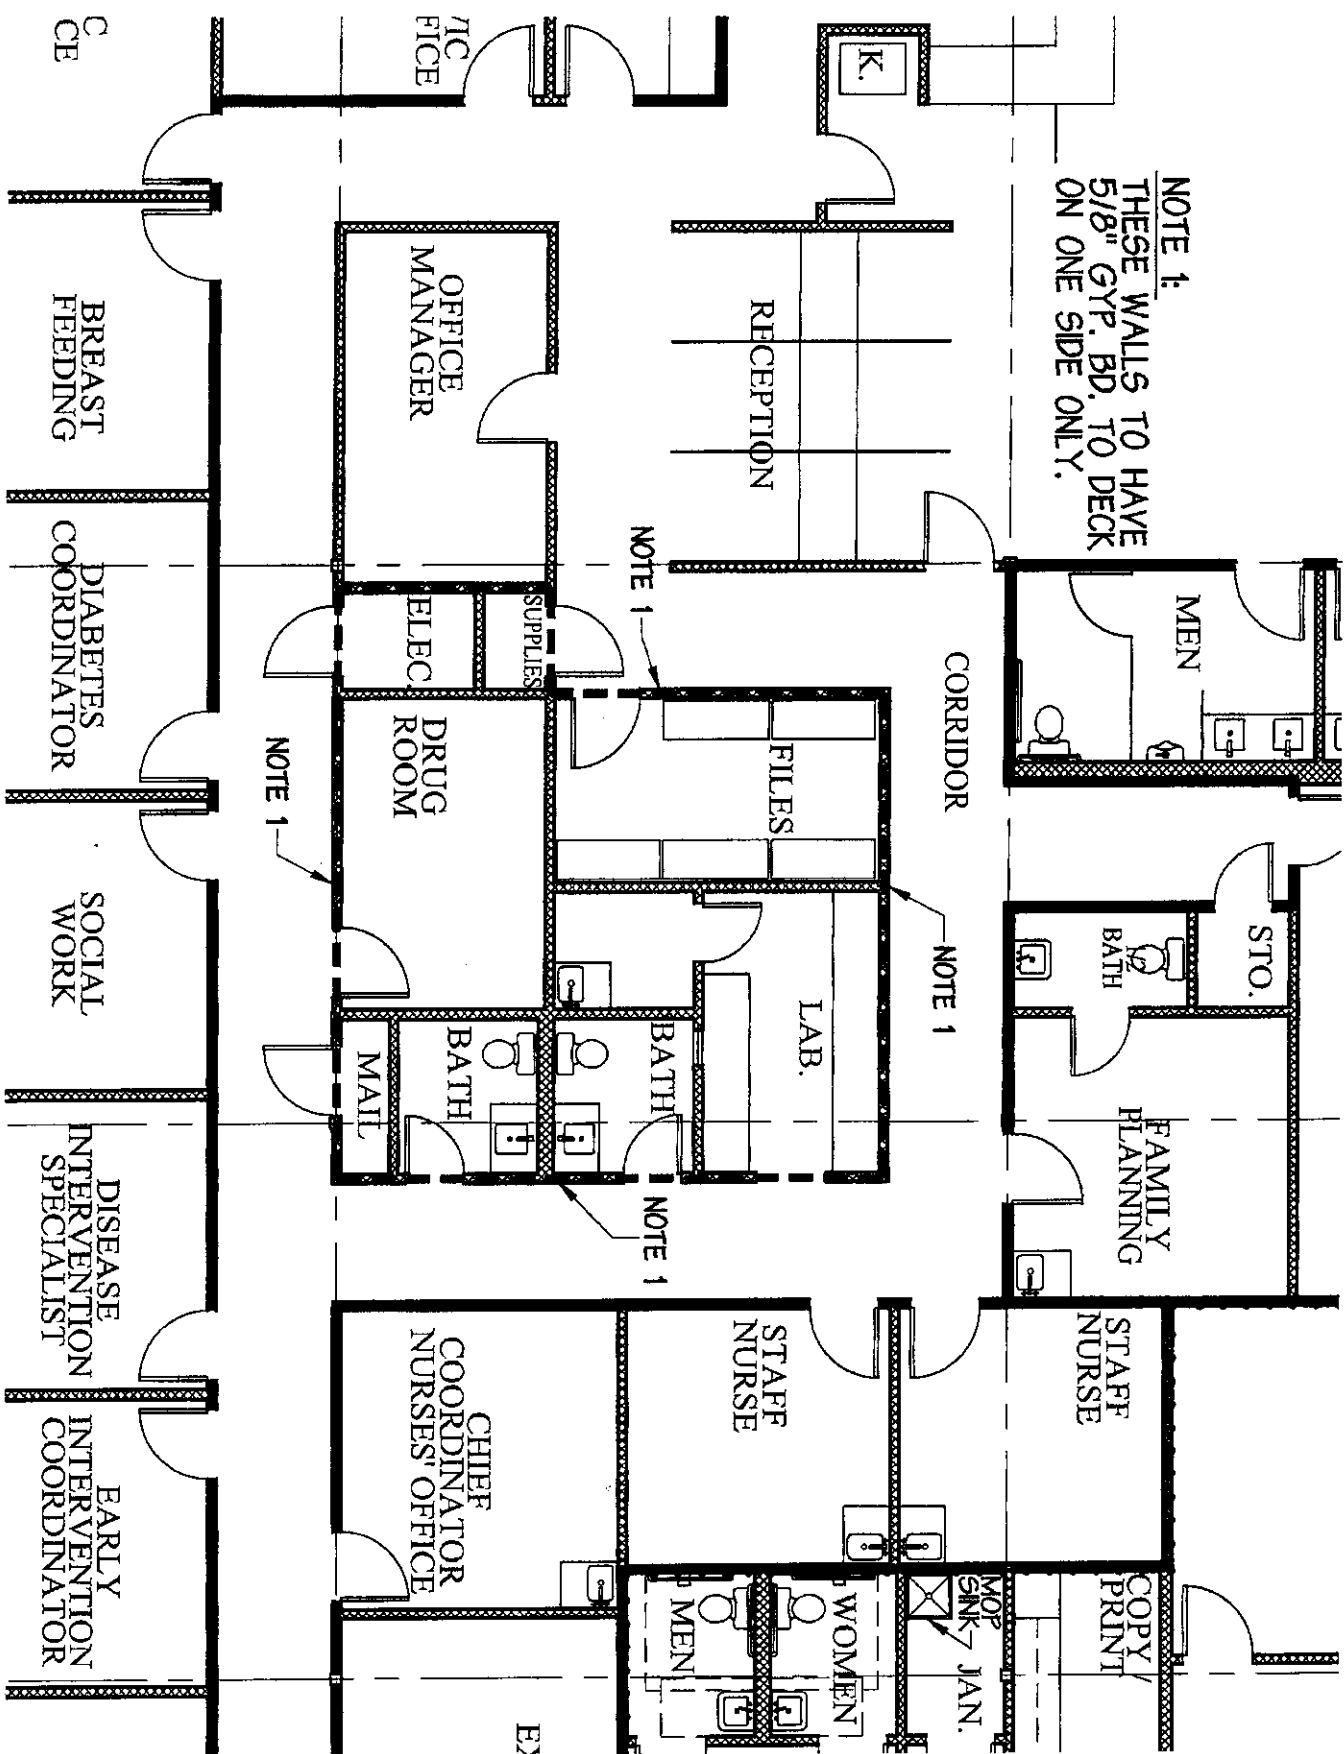 NOTE 1:
THESE WALLS TO HAVE
5/8" GYP. BD. TO DECK
ON ONE SIDE ONLY.
K.
RECEPTION
OFFICE
MANAGER
BREAST
FEEDING
MEN
CORRIDOR
NOTE 1
SUPPLIES
ELEC.
DIABETES
COORDINATOR
FILES
DRUG
ROOM
NOTE 1
STO.
BATH
NOTE 1
LAB.
BATH
BATH
MAIL
SOCIAL
WORK
FAMILY
PLANNING
NOTE 1
DISEASE
INTERVENTION
SPECIALIST
STAFF
NURSE
STAFF
NURSE
CHIEF
COORDINATOR
NURSES' OFFICE
EARLY
INTERVENTION
COORDINATOR
COPY/
PRINT
MOP
SINK
JAN.
WOMEN
MEN